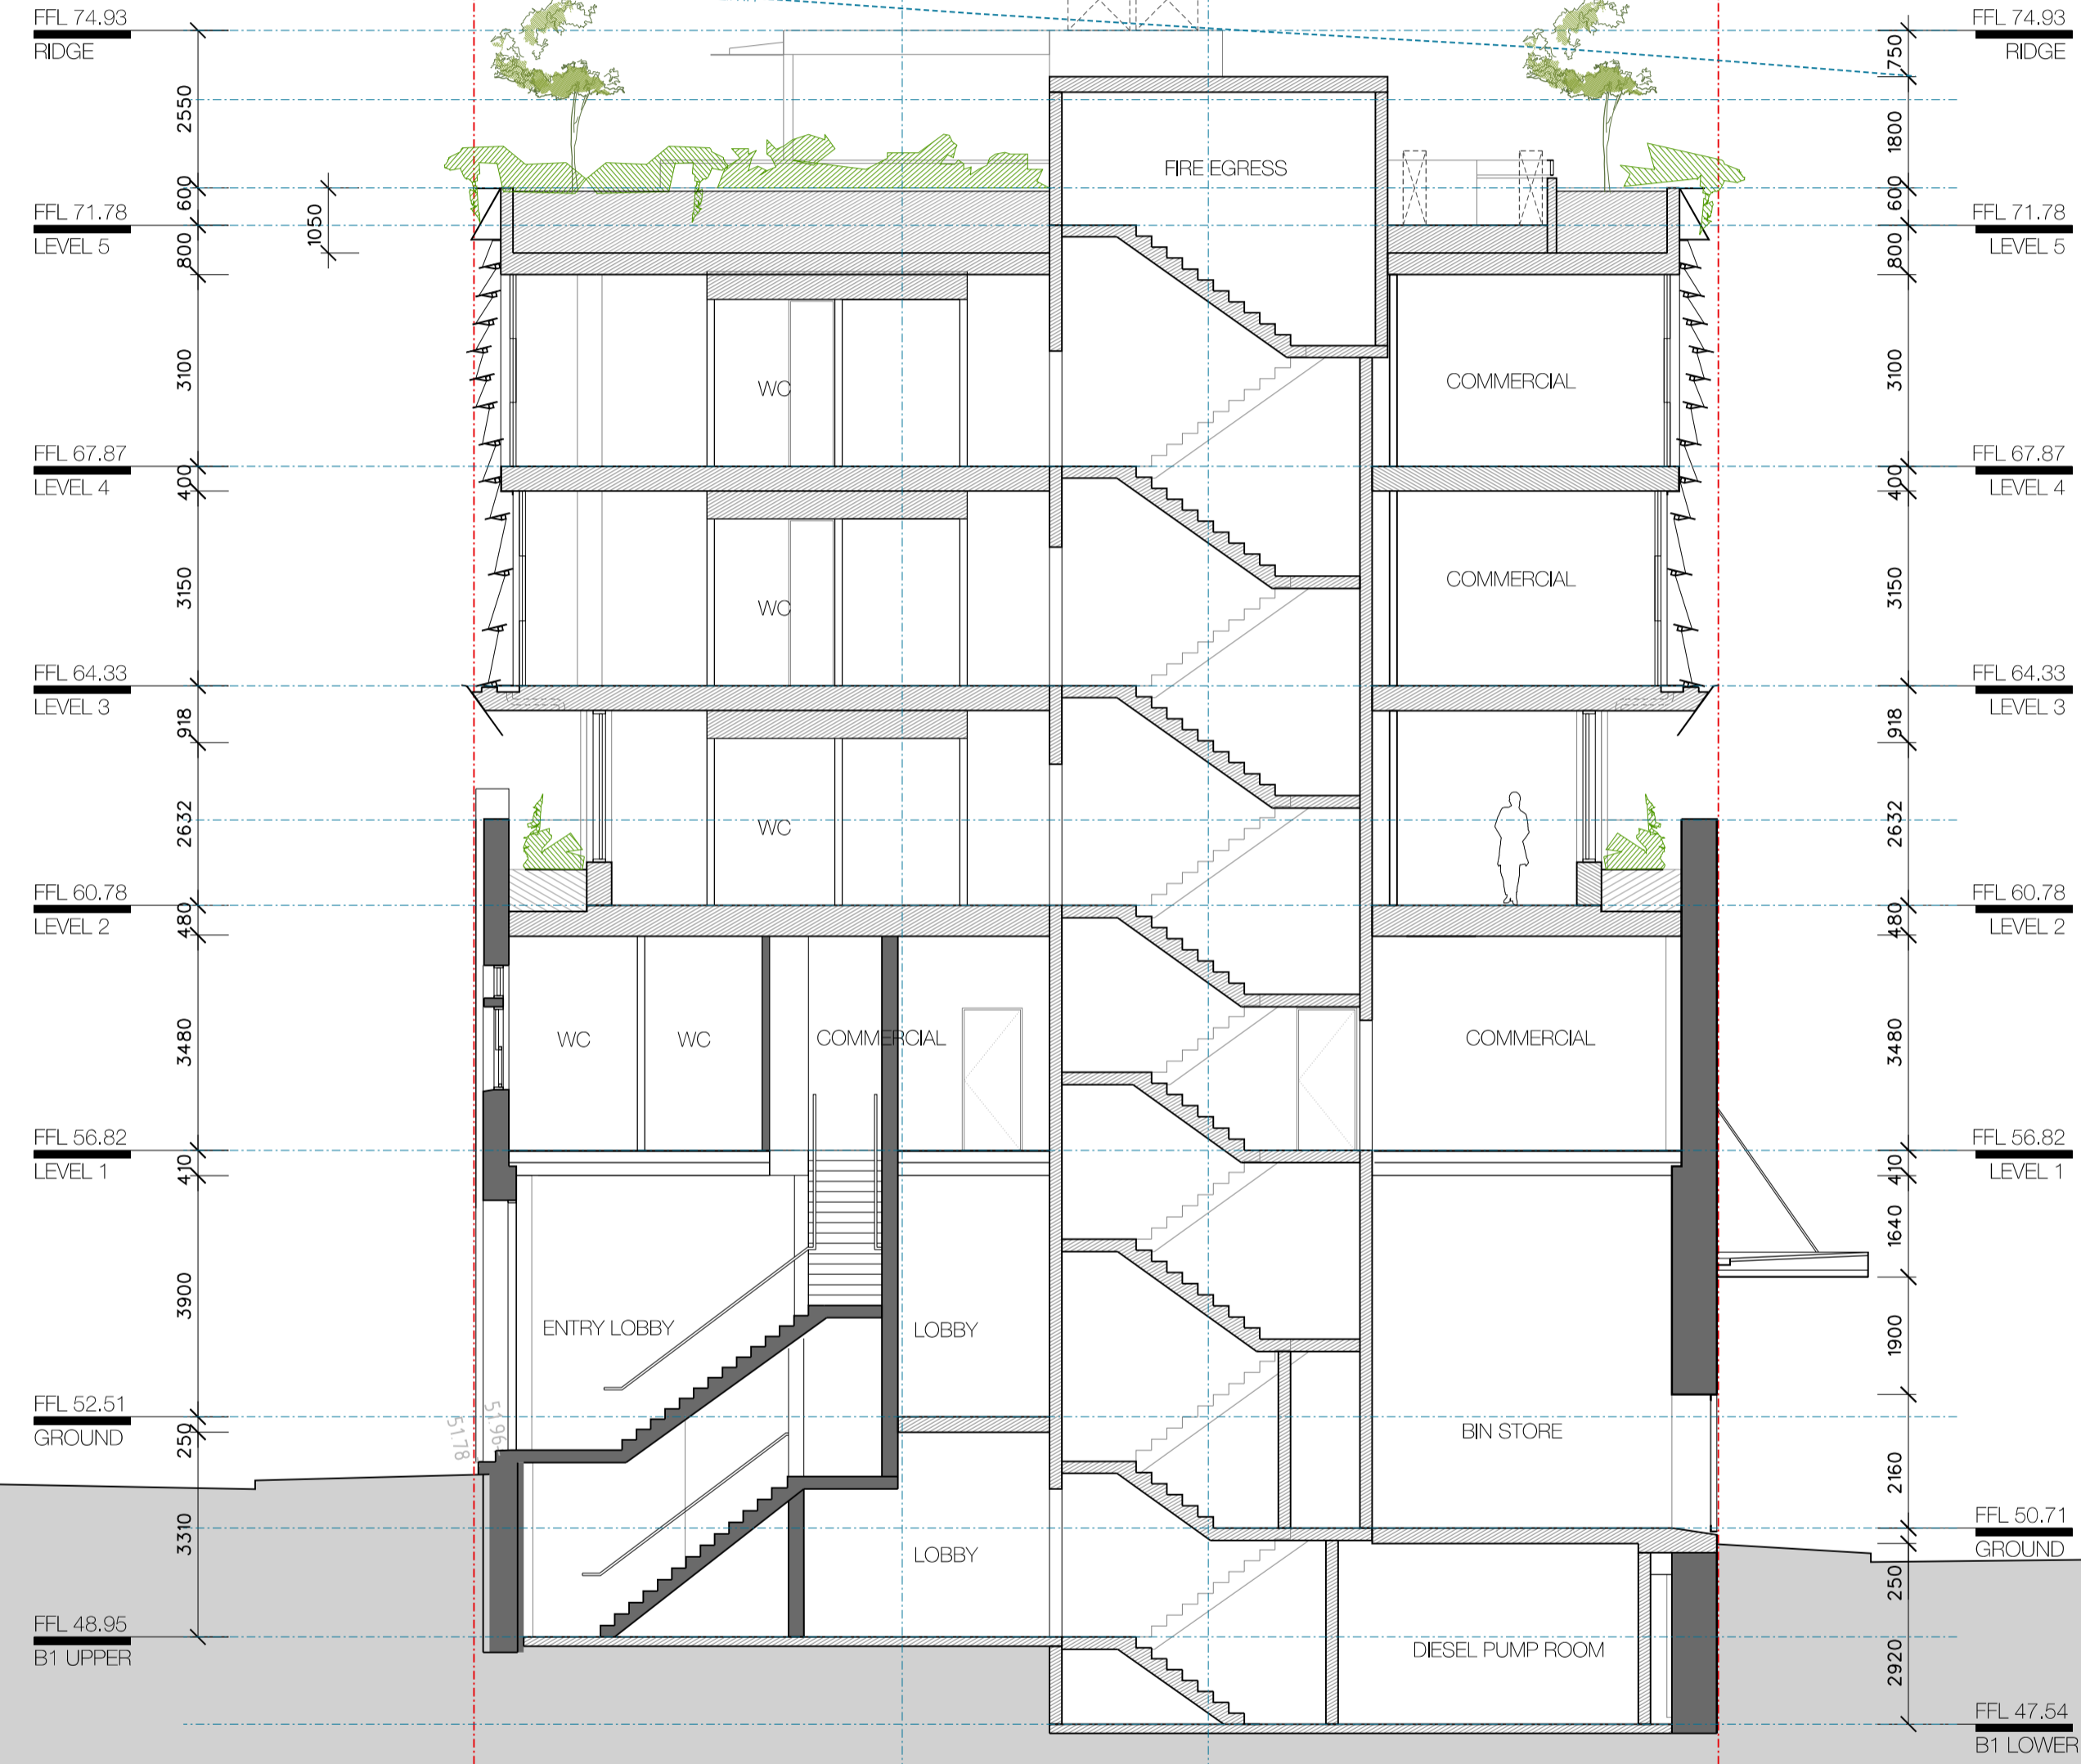 FFL 74.93
RIDGE
FFL 74.93
RIDGE
750
2550
1800
FIRE EGRESS
600
600
1050
FFL 71.78
LEVEL 5
FFL 71.78
LEVEL 5
800
800
3100
WC
COMMERCIAL
3100
FFL 67.87
LEVEL 4
FFL 67.87
LEVEL 4
400
400
3150
WC
COMMERCIAL
3150
FFL 64.33
LEVEL 3
FFL 64.33
LEVEL 3
918
918
2632
WC
2632
FFL 60.78
LEVEL 2
FFL 60.78
LEVEL 2
480
480
3480
WC
WC
COMMERCIAL
COMMERCIAL
3480
FFL 56.82
LEVEL 1
FFL 56.82
LEVEL 1
410
410
1640
3900
ENTRY LOBBY
LOBBY
1900
FFL 52.51
GROUND
51.78
51.96
250
BIN STORE
2160
3310
LOBBY
FFL 50.71
GROUND
250
FFL 48.95
B1 UPPER
DIESEL PUMP ROOM
2920
FFL 47.54
B1 LOWER